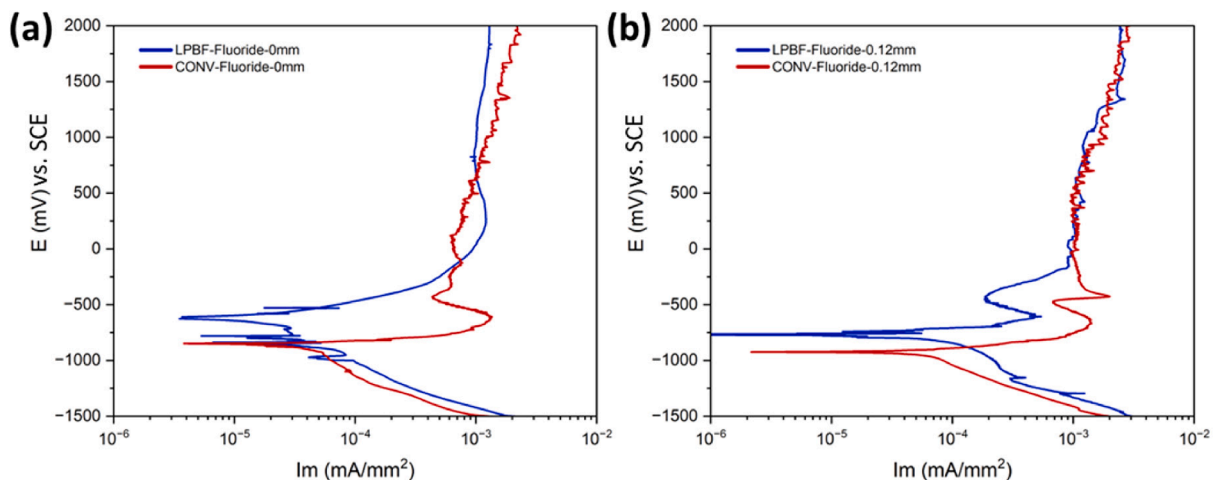 (a)
LPBF-Fluoride-0mm
CONV-Fluoride-0mm
E (mV) vs. SCE
2000
1500
1000
500
0
−500
−1000
−1500
10⁻⁶
10⁻⁵
10⁻⁴
10⁻³
10⁻²
Im (mA/mm²)
(b)
LPBF-Fluoride-0.12mm
CONV-Fluoride-0.12mm
E (mV) vs. SCE
2000
1500
1000
500
0
−500
−1000
−1500
10⁻⁶
10⁻⁵
10⁻⁴
10⁻³
10⁻²
Im (mA/mm²)